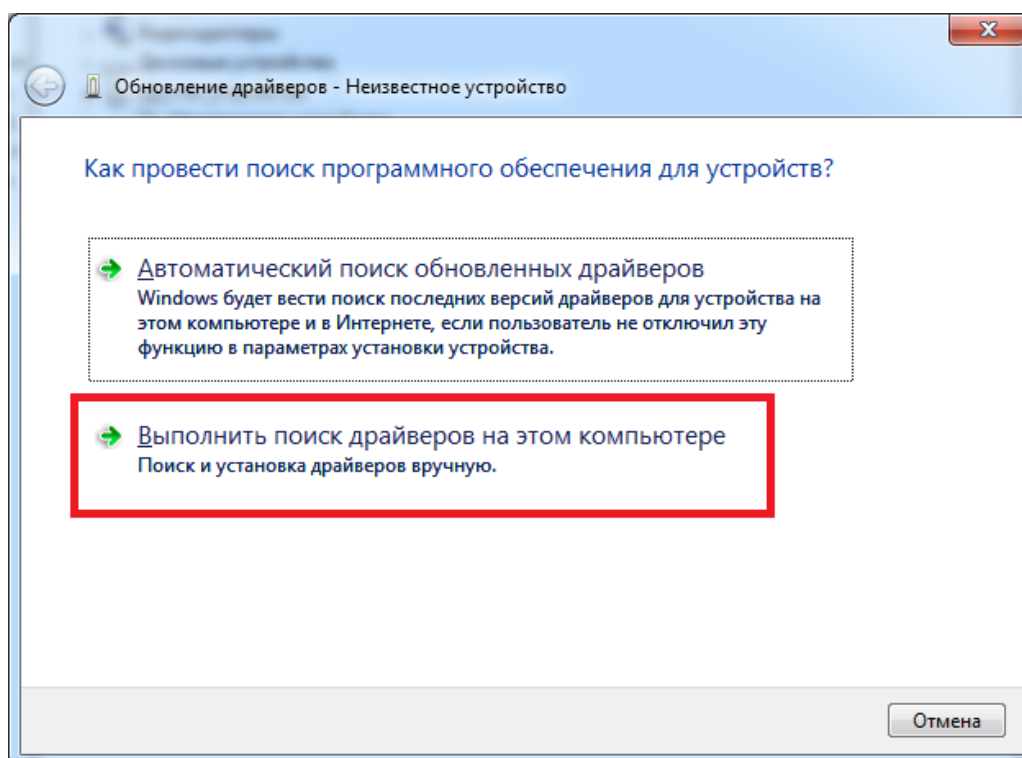 Обновление драйверов - Неизвестное устройство
Как провести поиск программного обеспечения для устройств?
Автоматический поиск обновленных драйверов
Windows будет вести поиск последних версий драйверов для устройства на
этом компьютере и в Интернете, если пользователь не отключил эту
функцию в параметрах установки устройства.
Выполнить поиск драйверов на этом компьютере
Поиск и установка драйверов вручную.
Отмена